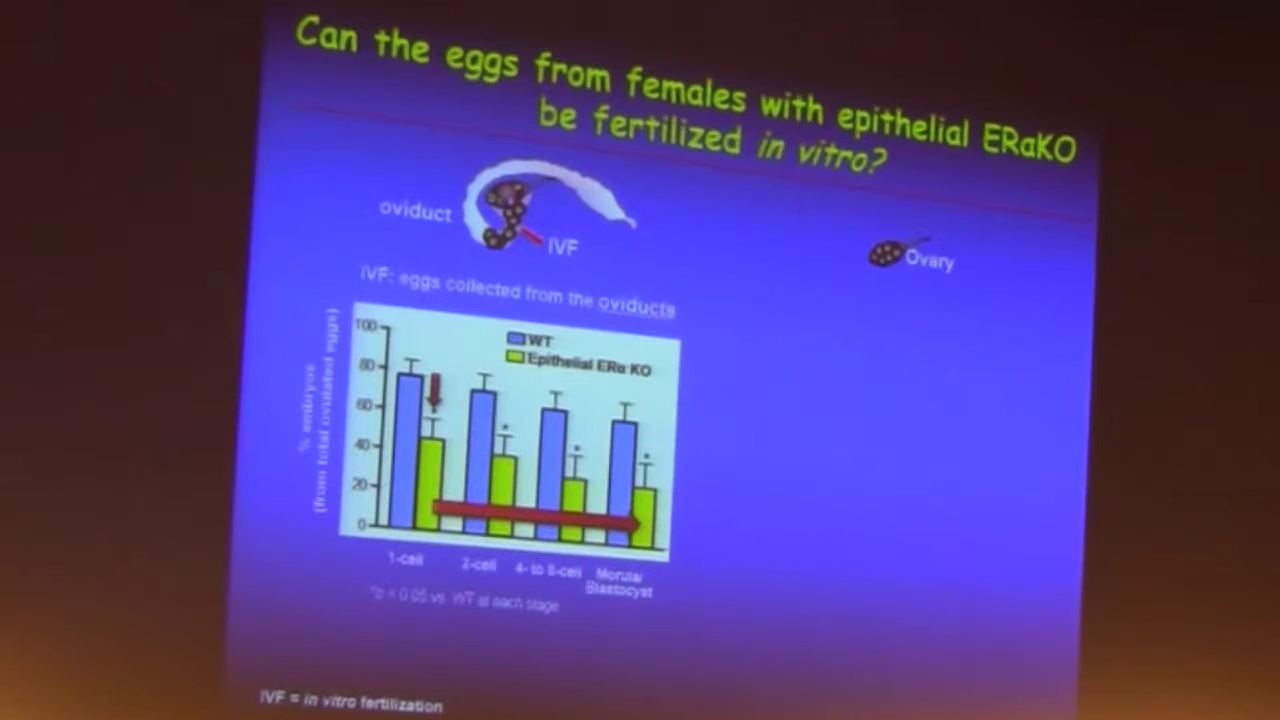 Can the eggs from females with epithelial ERaKO
be fertilized in vitro?
oviduct
IVF
Ovary
IVF: eggs collected from the oviducts
% embryos
(from total ovulated eggs)
100
80
60
40
20
0
WT
Epithelial ERα KO
*
*
*
*
1-cell
2-cell
4- to 8-cell
Morula/
Blastocyst
*p < 0.05 vs. WT at each stage
IVF = in vitro fertilization